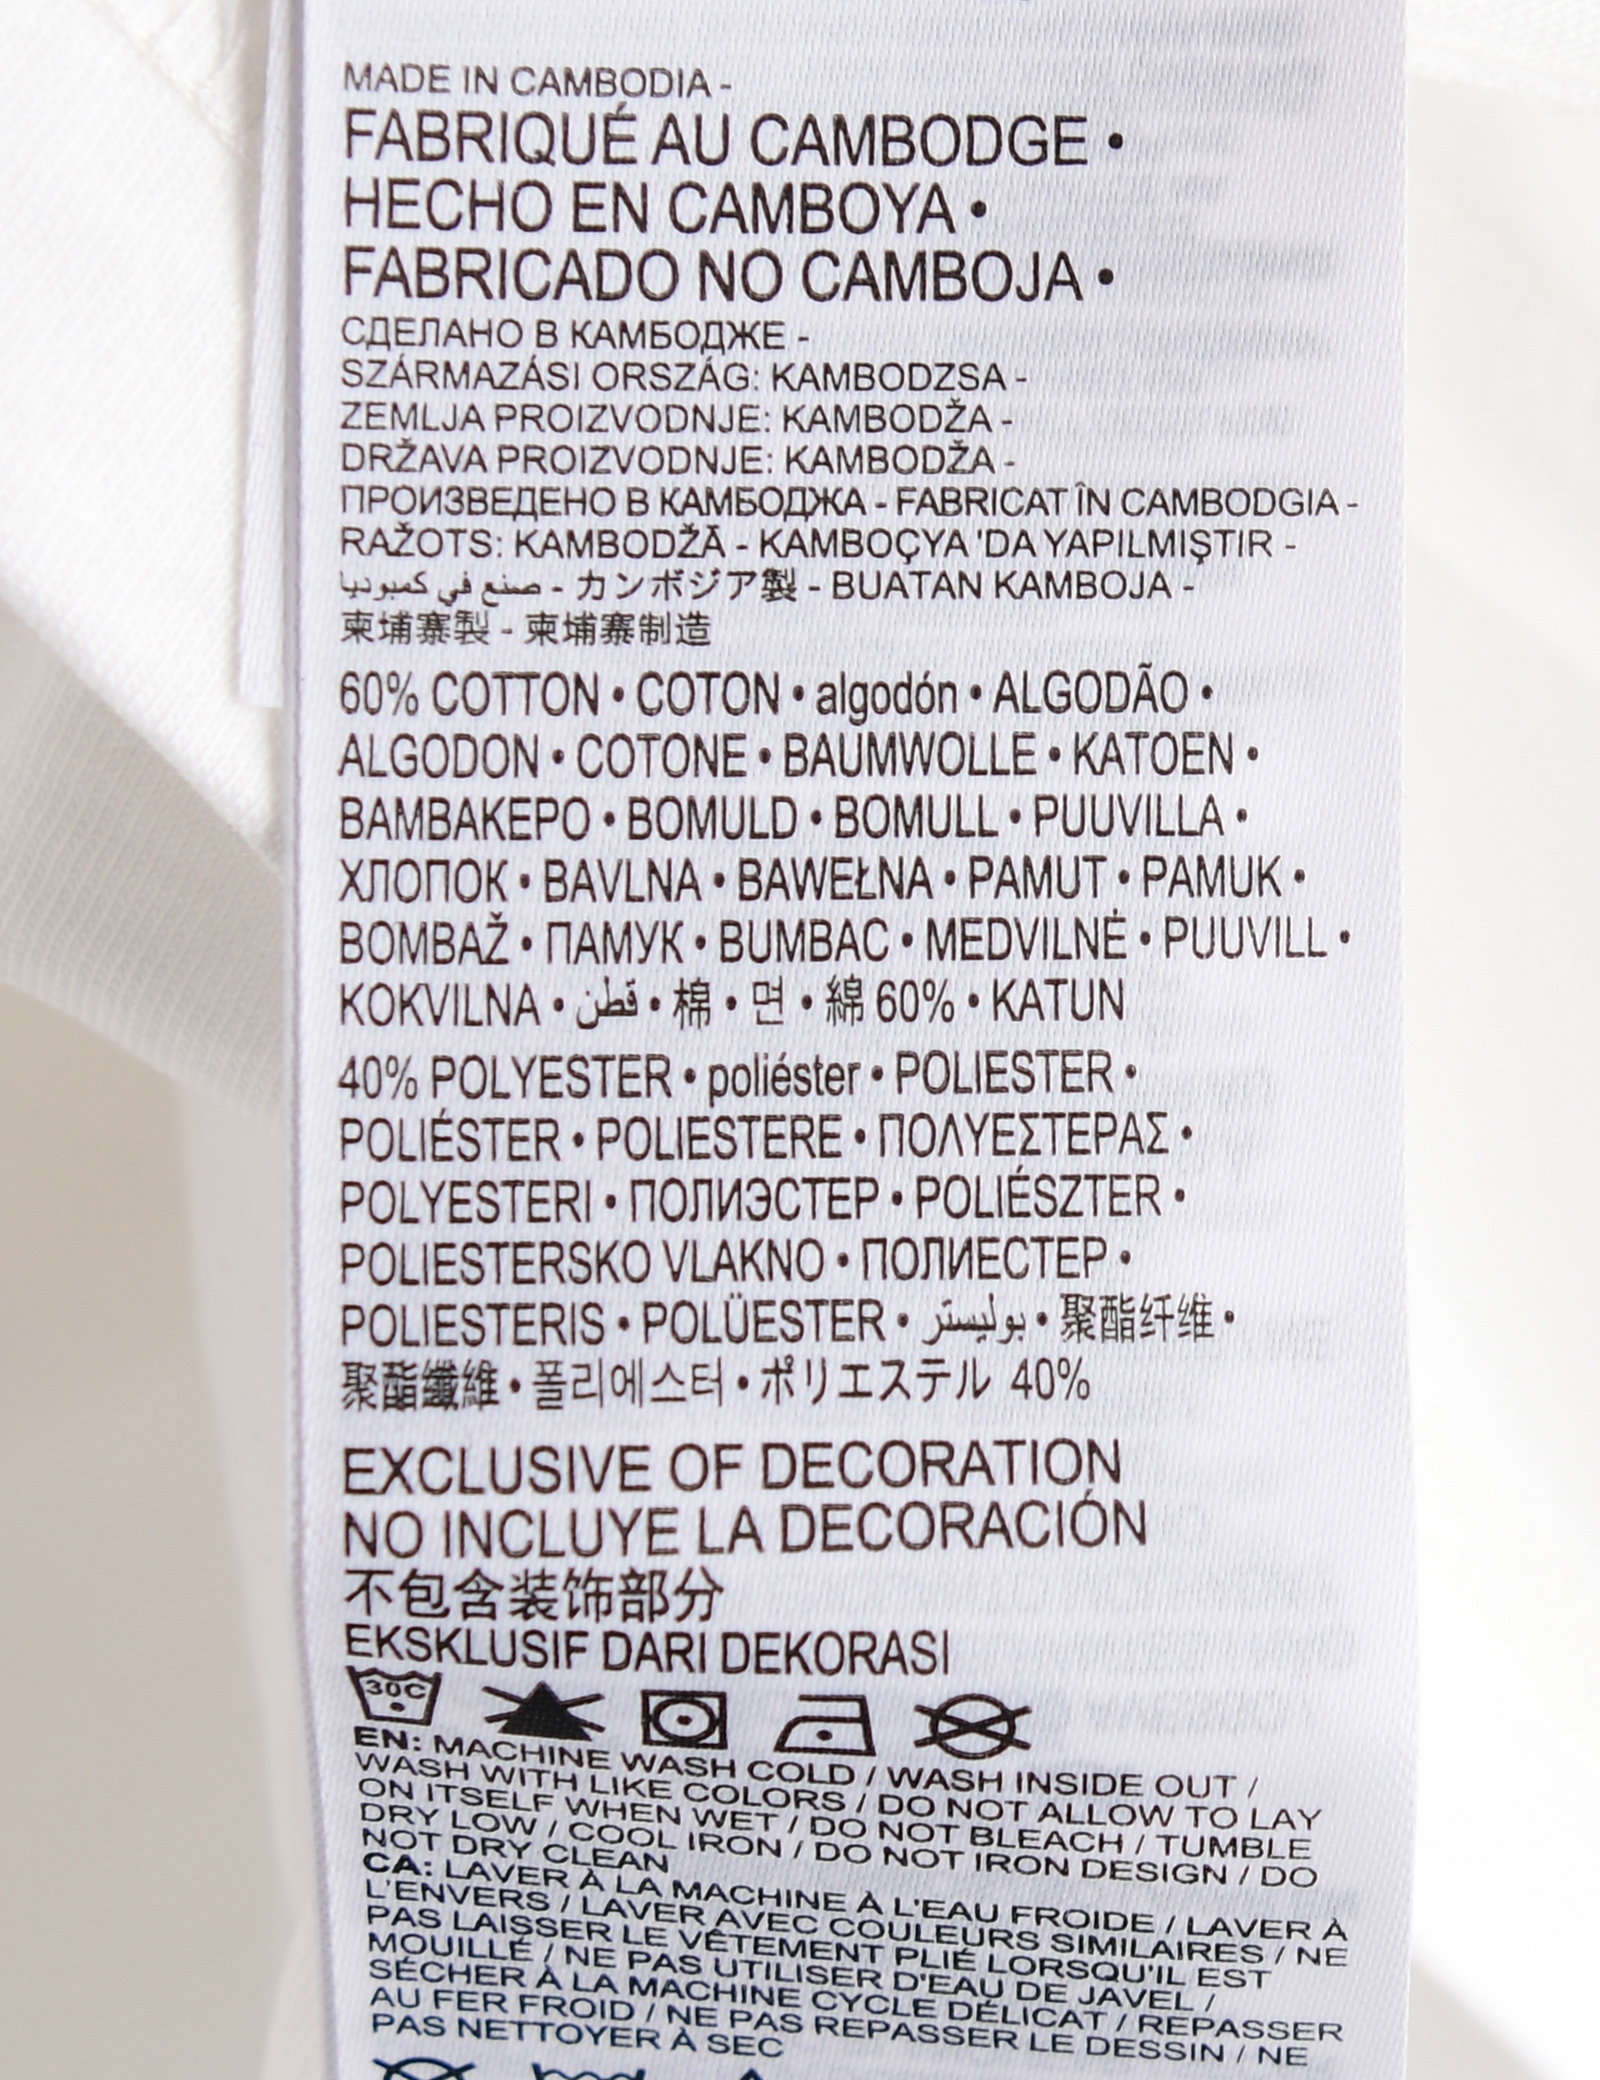 MADE IN CAMBODIA -
FABRIQUÉ AU CAMBODGE •
HECHO EN CAMBOYA •
FABRICADO NO CAMBOJA •
СДЕЛАНО В КАМБОДЖЕ -
SZÁRMAZÁSI ORSZÁG: KAMBODZSA -
ZEMLJA PROIZVODNJE: KAMBODŽA -
DRŽAVA PROIZVODNJE: KAMBODŽA -
ПРОИЗВЕДЕНО В КАМБОДЖА - FABRICAT ÎN CAMBODGIA -
RAŽOTS: KAMBODŽĀ - KAMBOÇYA 'DA YAPILMIŞTIR -
صنع في كمبوديا - カンボジア製 - BUATAN KAMBOJA -
柬埔寨製 - 柬埔寨制造
60% COTTON • COTON • algodón • ALGODÃO •
ALGODON • COTONE • BAUMWOLLE • KATOEN •
ΒΑΜΒΑΚΕΡΟ • BOMULD • BOMULL • PUUVILLA •
ХЛОПОК • BAVLNA • BAWEŁNA • PAMUT • PAMUK •
BOMBAŽ • ПАМУК • BUMBAC • MEDVILNĖ • PUUVILL •
KOKVILNA • قطن • 棉 • 면 • 綿 60% • KATUN
40% POLYESTER • poliéster • POLIESTER •
POLIÉSTER • POLIESTERE • ΠΟΛΥΕΣΤΕΡΑΣ •
POLYESTERI • ПОЛИЭСТЕР • POLIÉSZTER •
POLIESTERSKO VLAKNO • ПОЛИЕСТЕР •
POLIESTERIS • POLÜESTER • بوليستر • 聚酯纤维 •
聚酯纖維 • 폴리에스터 • ポリエステル 40%
EXCLUSIVE OF DECORATION
NO INCLUYE LA DECORACIÓN
不包含装饰部分
EKSKLUSIF DARI DEKORASI
30C
EN: MACHINE WASH COLD / WASH INSIDE OUT /
WASH WITH LIKE COLORS / DO NOT ALLOW TO LAY
ON ITSELF WHEN WET / DO NOT BLEACH / TUMBLE
DRY LOW / COOL IRON / DO NOT IRON DESIGN / DO
NOT DRY CLEAN
CA: LAVER À LA MACHINE À L'EAU FROIDE / LAVER À
L'ENVERS / LAVER AVEC COULEURS SIMILAIRES / NE
PAS LAISSER LE VÊTEMENT PLIÉ LORSQU'IL EST
MOUILLÉ / NE PAS UTILISER D'EAU DE JAVEL /
SÉCHER À LA MACHINE CYCLE DÉLICAT / REPASSER
AU FER FROID / NE PAS REPASSER LE DESSIN / NE
PAS NETTOYER À SEC